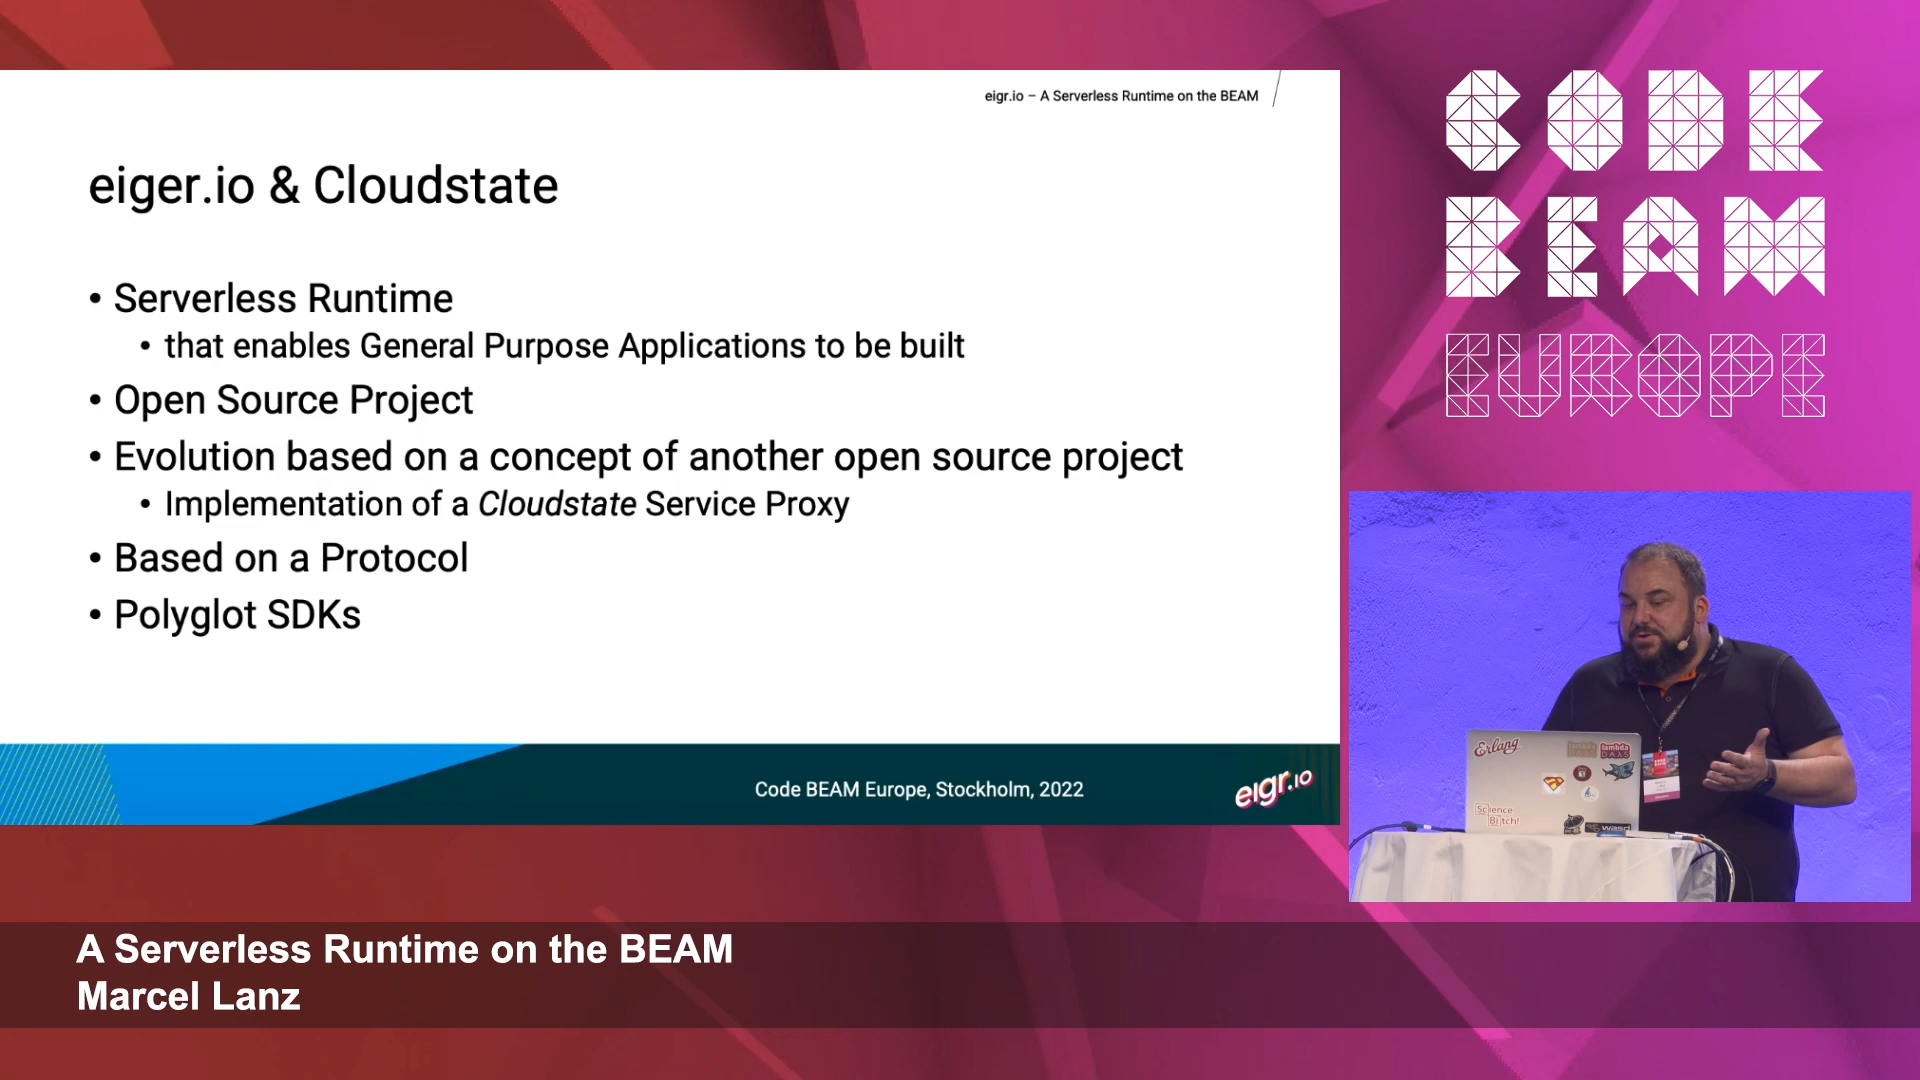 eigr.io – A Serverless Runtime on the BEAM
eiger.io & Cloudstate
• Serverless Runtime
• that enables General Purpose Applications to be built
• Open Source Project
• Evolution based on a concept of another open source project
• Implementation of a Cloudstate Service Proxy
• Based on a Protocol
• Polyglot SDKs
Code BEAM Europe, Stockholm, 2022
eigr.io
CODE
BEAM
EUROPE
Erlang
lambda
DAYS
Science
Bitch!
wasd
A Serverless Runtime on the BEAM
Marcel Lanz